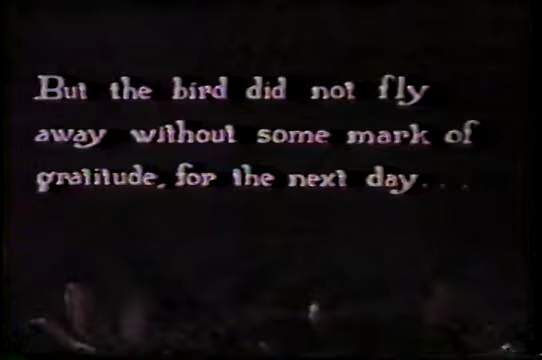 But the bird did not fly
away without some mark of
gratitude, for the next day...